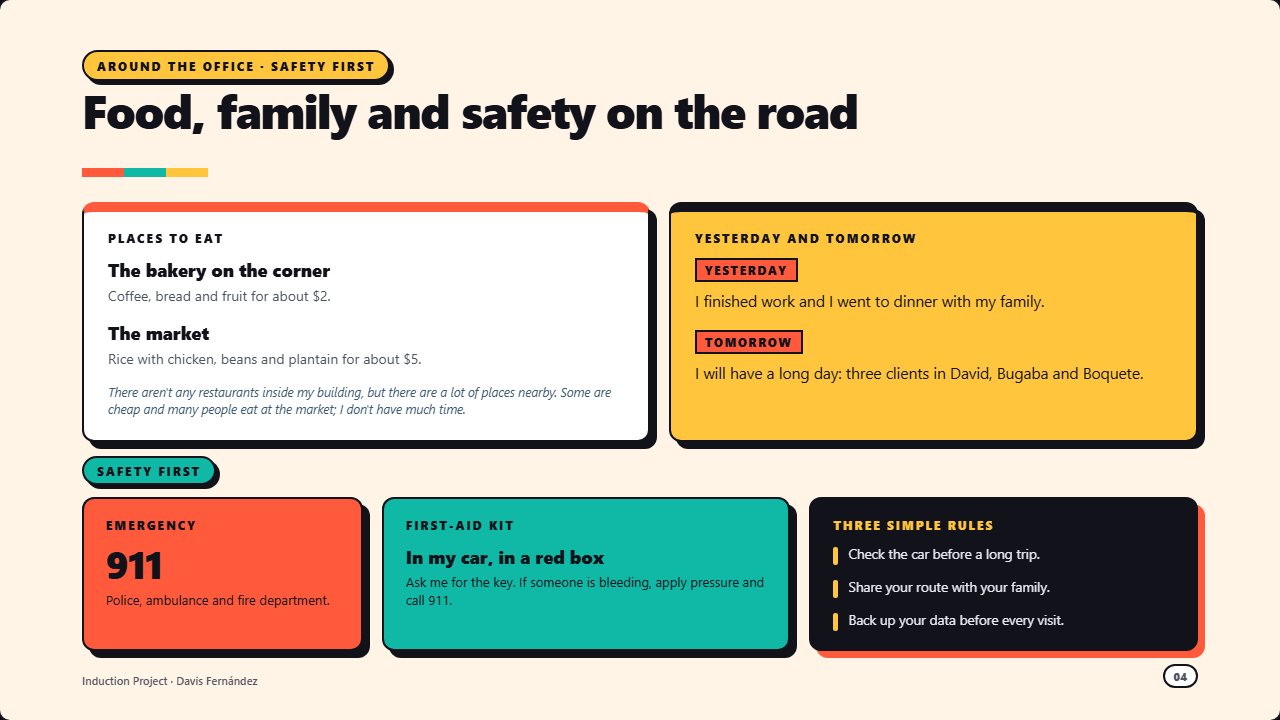 AROUND THE OFFICE · SAFETY FIRST
Food, family and safety on the road
PLACES TO EAT
The bakery on the corner
Coffee, bread and fruit for about $2.
The market
Rice with chicken, beans and plantain for about $5.
There aren't any restaurants inside my building, but there are a lot of places nearby. Some are
cheap and many people eat at the market; I don't have much time.
YESTERDAY AND TOMORROW
YESTERDAY
I finished work and I went to dinner with my family.
TOMORROW
I will have a long day: three clients in David, Bugaba and Boquete.
SAFETY FIRST
EMERGENCY
911
Police, ambulance and fire department.
FIRST-AID KIT
In my car, in a red box
Ask me for the key. If someone is bleeding, apply pressure and
call 911.
THREE SIMPLE RULES
Check the car before a long trip.
Share your route with your family.
Back up your data before every visit.
Induction Project · Davis Fernández
04